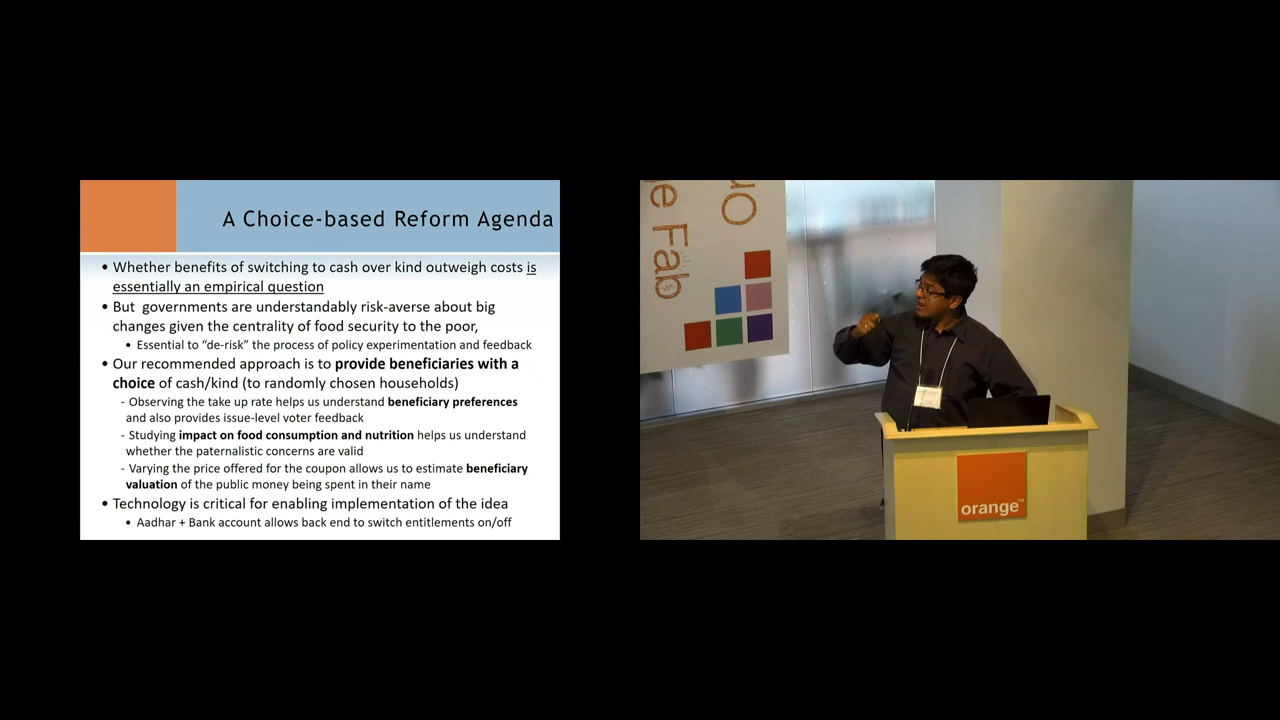 A Choice-based Reform Agenda
• Whether benefits of switching to cash over kind outweigh costs is
essentially an empirical question
• But governments are understandably risk-averse about big
changes given the centrality of food security to the poor,
• Essential to “de-risk” the process of policy experimentation and feedback
• Our recommended approach is to provide beneficiaries with a
choice of cash/kind (to randomly chosen households)
- Observing the take up rate helps us understand beneficiary preferences
and also provides issue-level voter feedback
- Studying impact on food consumption and nutrition helps us understand
whether the paternalistic concerns are valid
- Varying the price offered for the coupon allows us to estimate beneficiary
valuation of the public money being spent in their name
• Technology is critical for enabling implementation of the idea
• Aadhar + Bank account allows back end to switch entitlements on/off
Fab
orange™